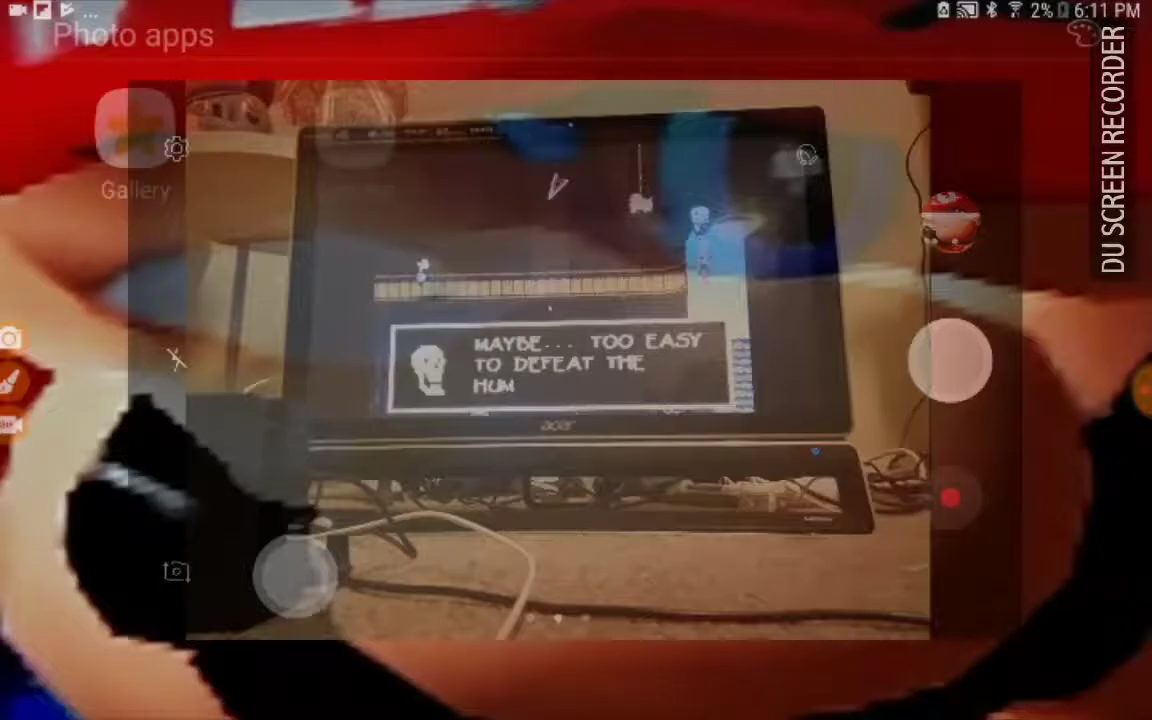 2% 6:11 PM
Photo apps
DU SCREEN RECORDER
Gallery
MAYBE... TOO EASY
TO DEFEAT THE
HUM
acer